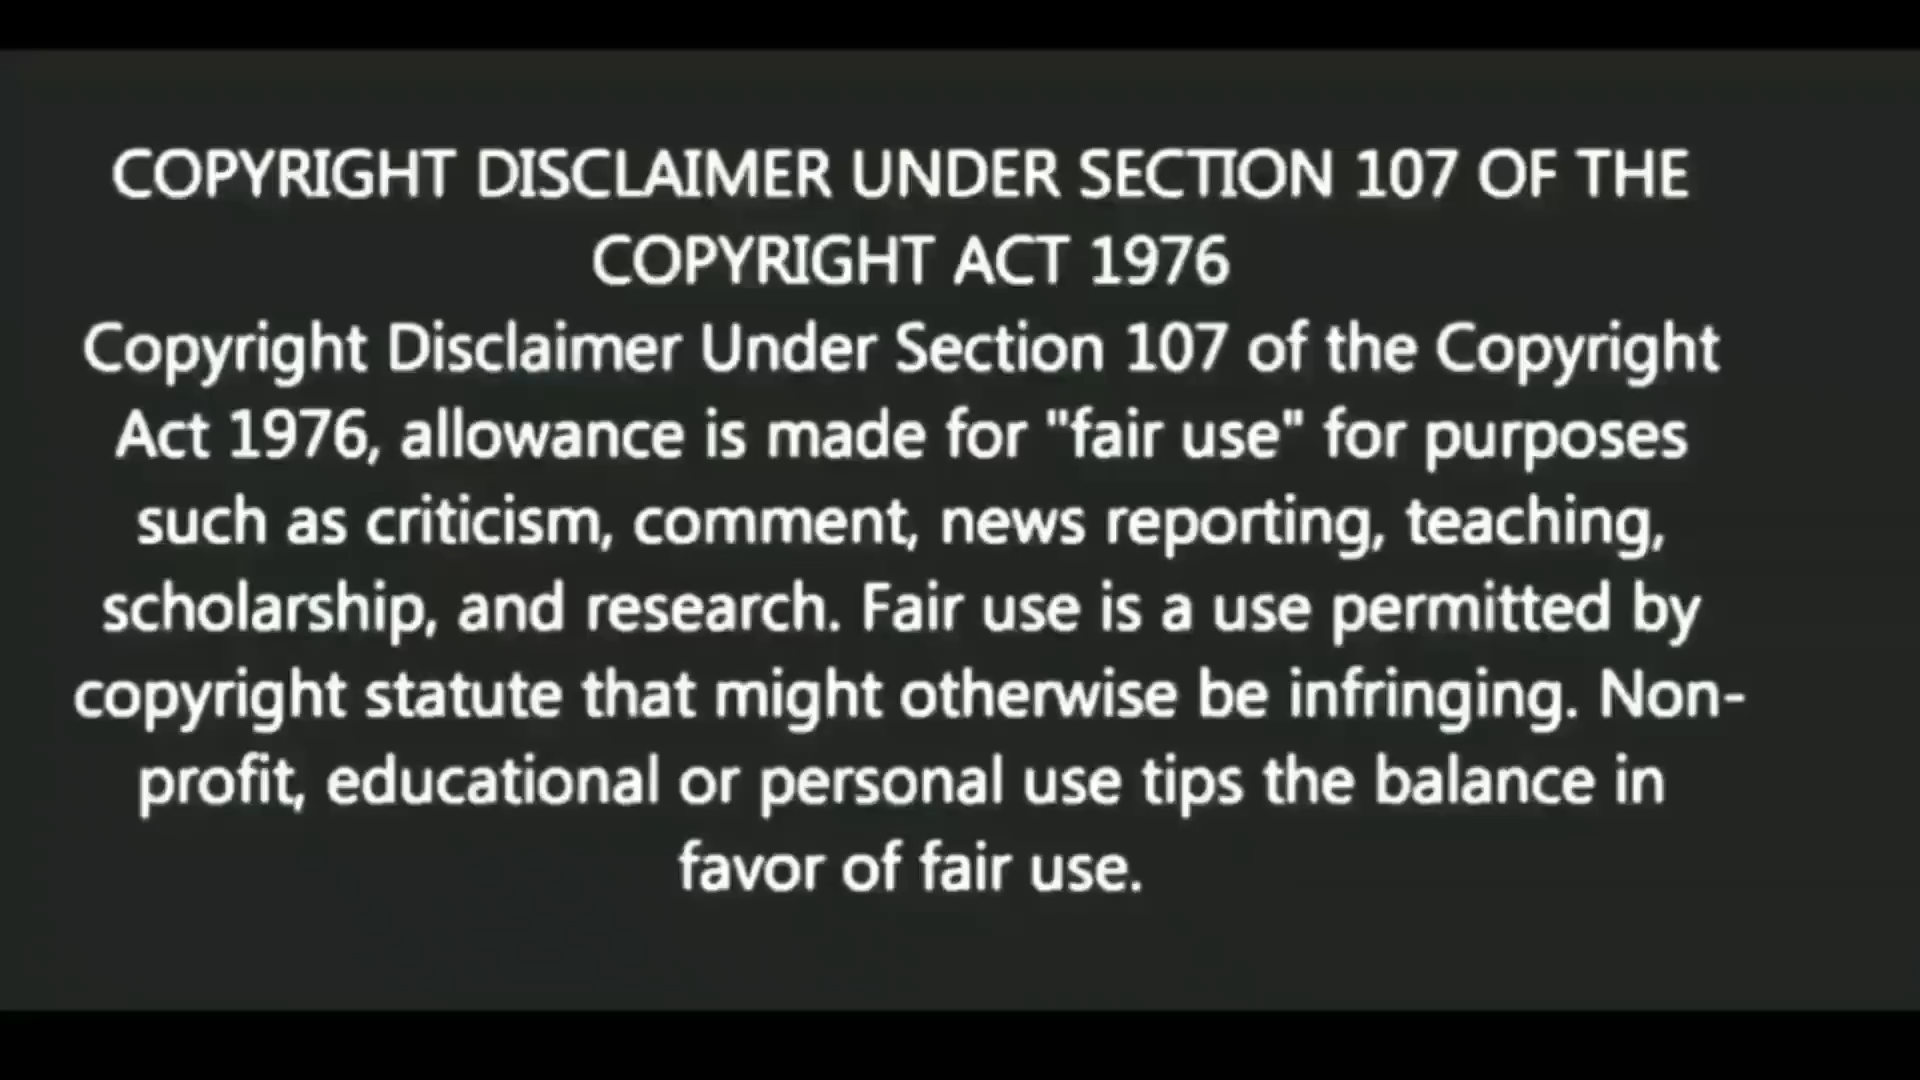 COPYRIGHT DISCLAIMER UNDER SECTION 107 OF THE
COPYRIGHT ACT 1976
Copyright Disclaimer Under Section 107 of the Copyright
Act 1976, allowance is made for "fair use" for purposes
such as criticism, comment, news reporting, teaching,
scholarship, and research. Fair use is a use permitted by
copyright statute that might otherwise be infringing. Non-
profit, educational or personal use tips the balance in
favor of fair use.